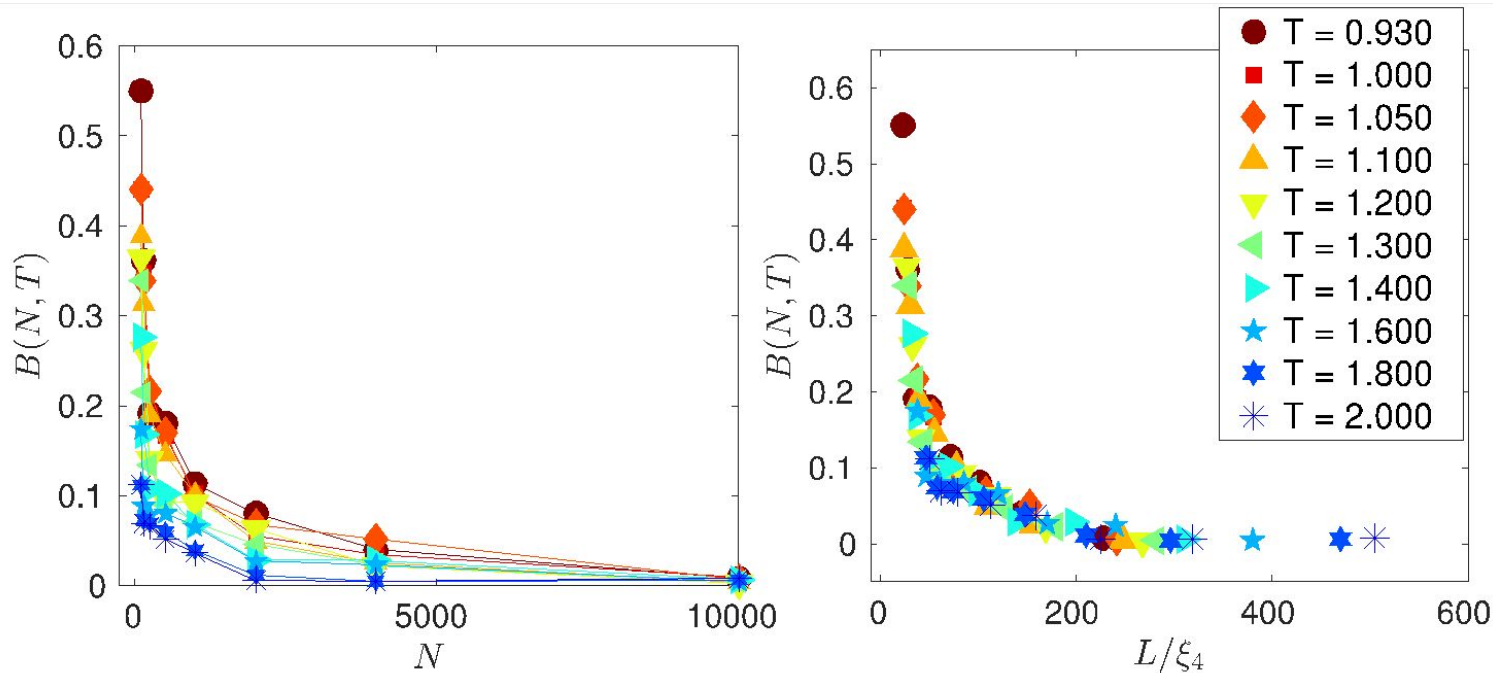 0.6
0.5
0.4
0.3
0.2
0.1
0
B(N, T)
0
5000
10000
N
0.6
0.5
0.4
0.3
0.2
0.1
0
B(N, T)
0
200
400
600
L/ξ₄
T = 0.930
T = 1.000
T = 1.050
T = 1.100
T = 1.200
T = 1.300
T = 1.400
T = 1.600
T = 1.800
T = 2.000